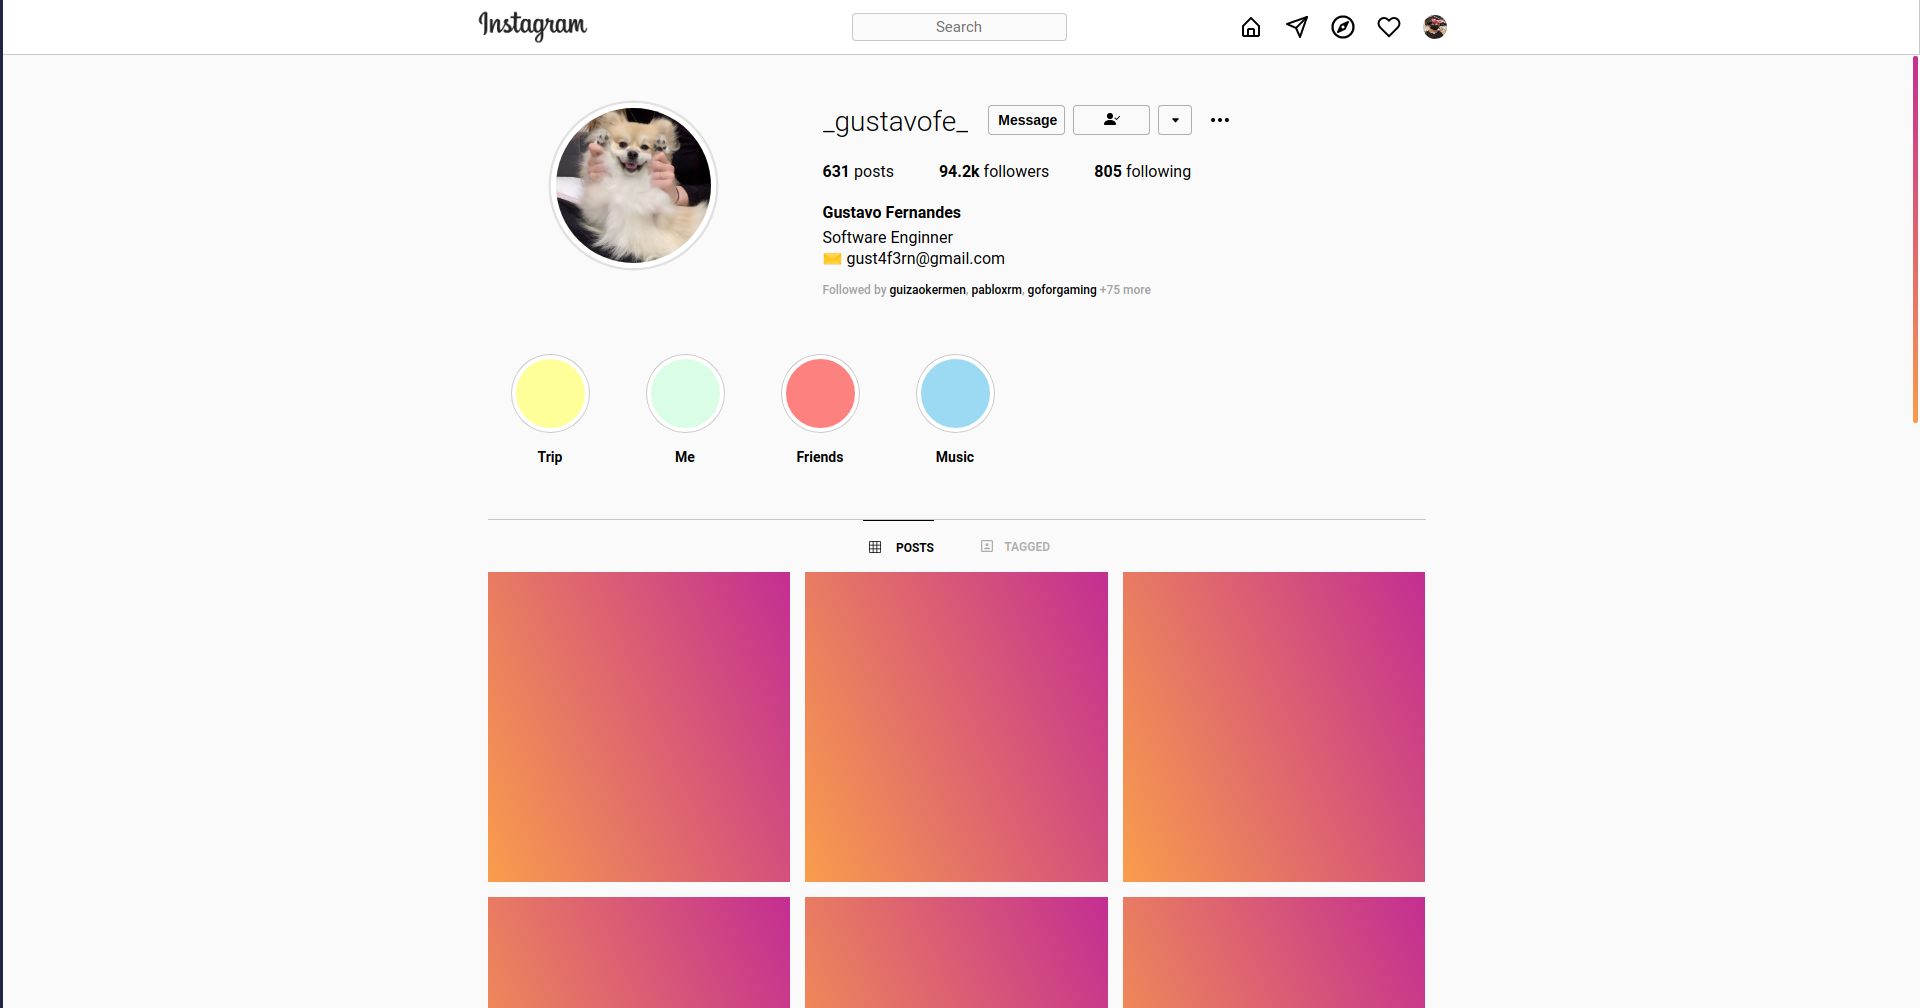 Instagram
Search
_gustavofe_ Message
631 posts 94.2k followers 805 following
Gustavo Fernandes
Software Enginner
✉️ gust4f3rn@gmail.com
Followed by guizaokermen, pabloxrm, goforgaming +75 more
Trip Me Friends Music
POSTS TAGGED